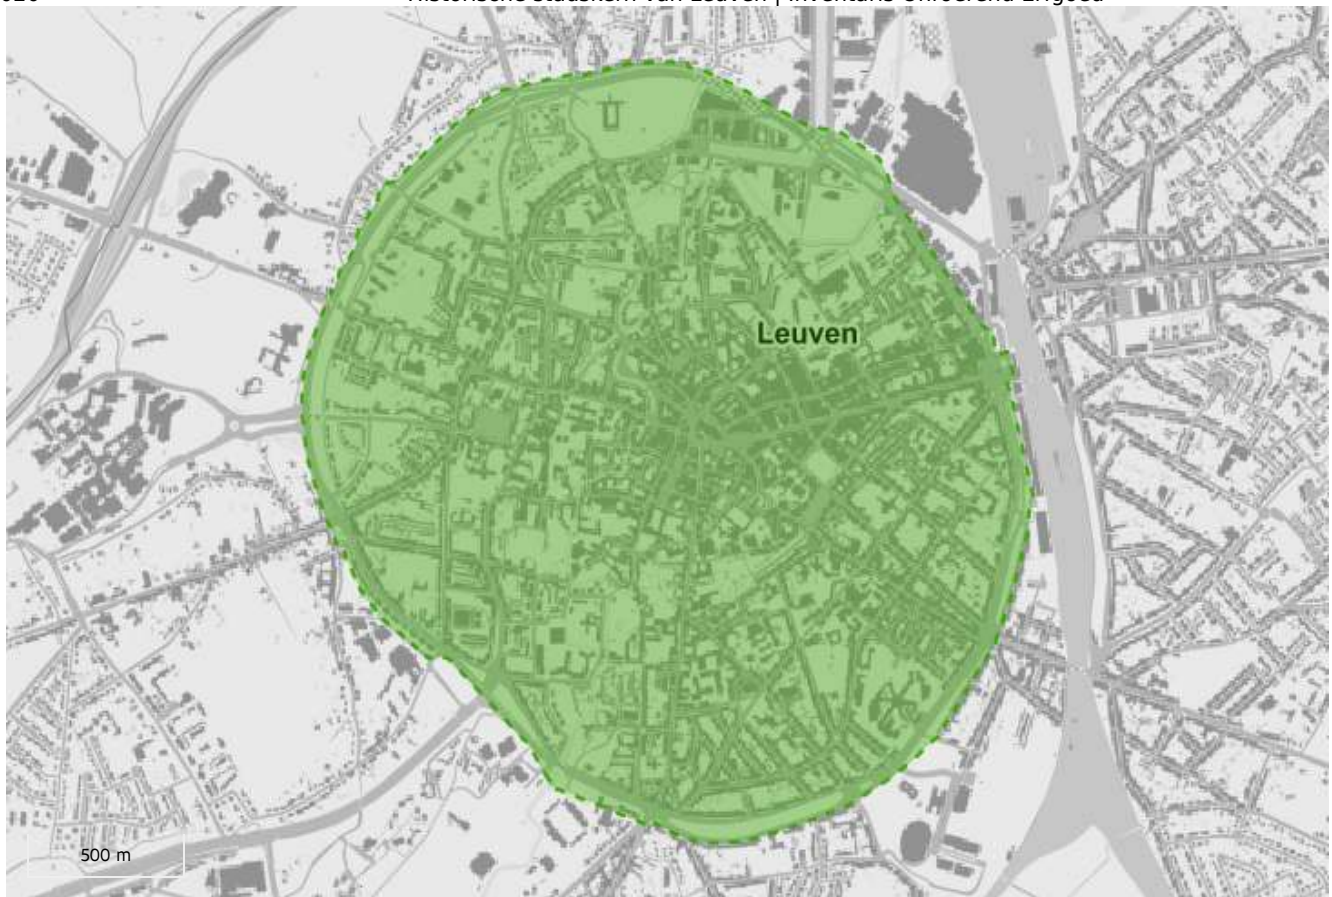 Historische stadskern van Leuven | Inventaris Onroerend Erfgoed
Leuven
500 m